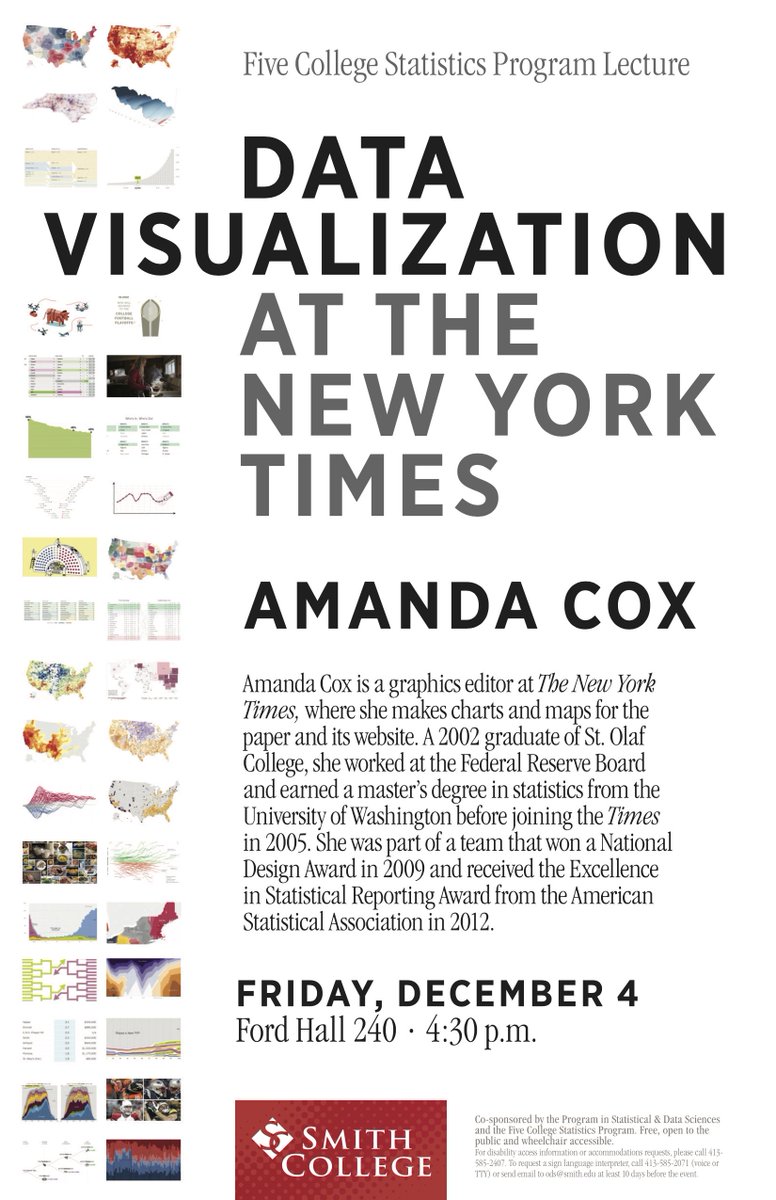 Five College Statistics Program Lecture
DATA
VISUALIZATION
AT THE
NEW YORK
TIMES
AMANDA COX
Amanda Cox is a graphics editor at The New York
Times, where she makes charts and maps for the
paper and its website. A 2002 graduate of St. Olaf
College, she worked at the Federal Reserve Board
and earned a master's degree in statistics from the
University of Washington before joining the Times
in 2005. She was part of a team that won a National
Design Award in 2009 and received the Excellence
in Statistical Reporting Award from the American
Statistical Association in 2012.
FRIDAY, DECEMBER 4
Ford Hall 240 · 4:30 p.m.
SMITH
COLLEGE
Co-sponsored by the Program in Statistical & Data Sciences
and the Five College Statistics Program. Free, open to the
public and wheelchair accessible.
For disability access information or accommodations requests, please call 413-
585-2407. To request a sign language interpreter, call 413-585-2071 (voice or
TTY) or send email to ods@smith.edu at least 10 days before the event.
COLLEGE
FOOTBALL